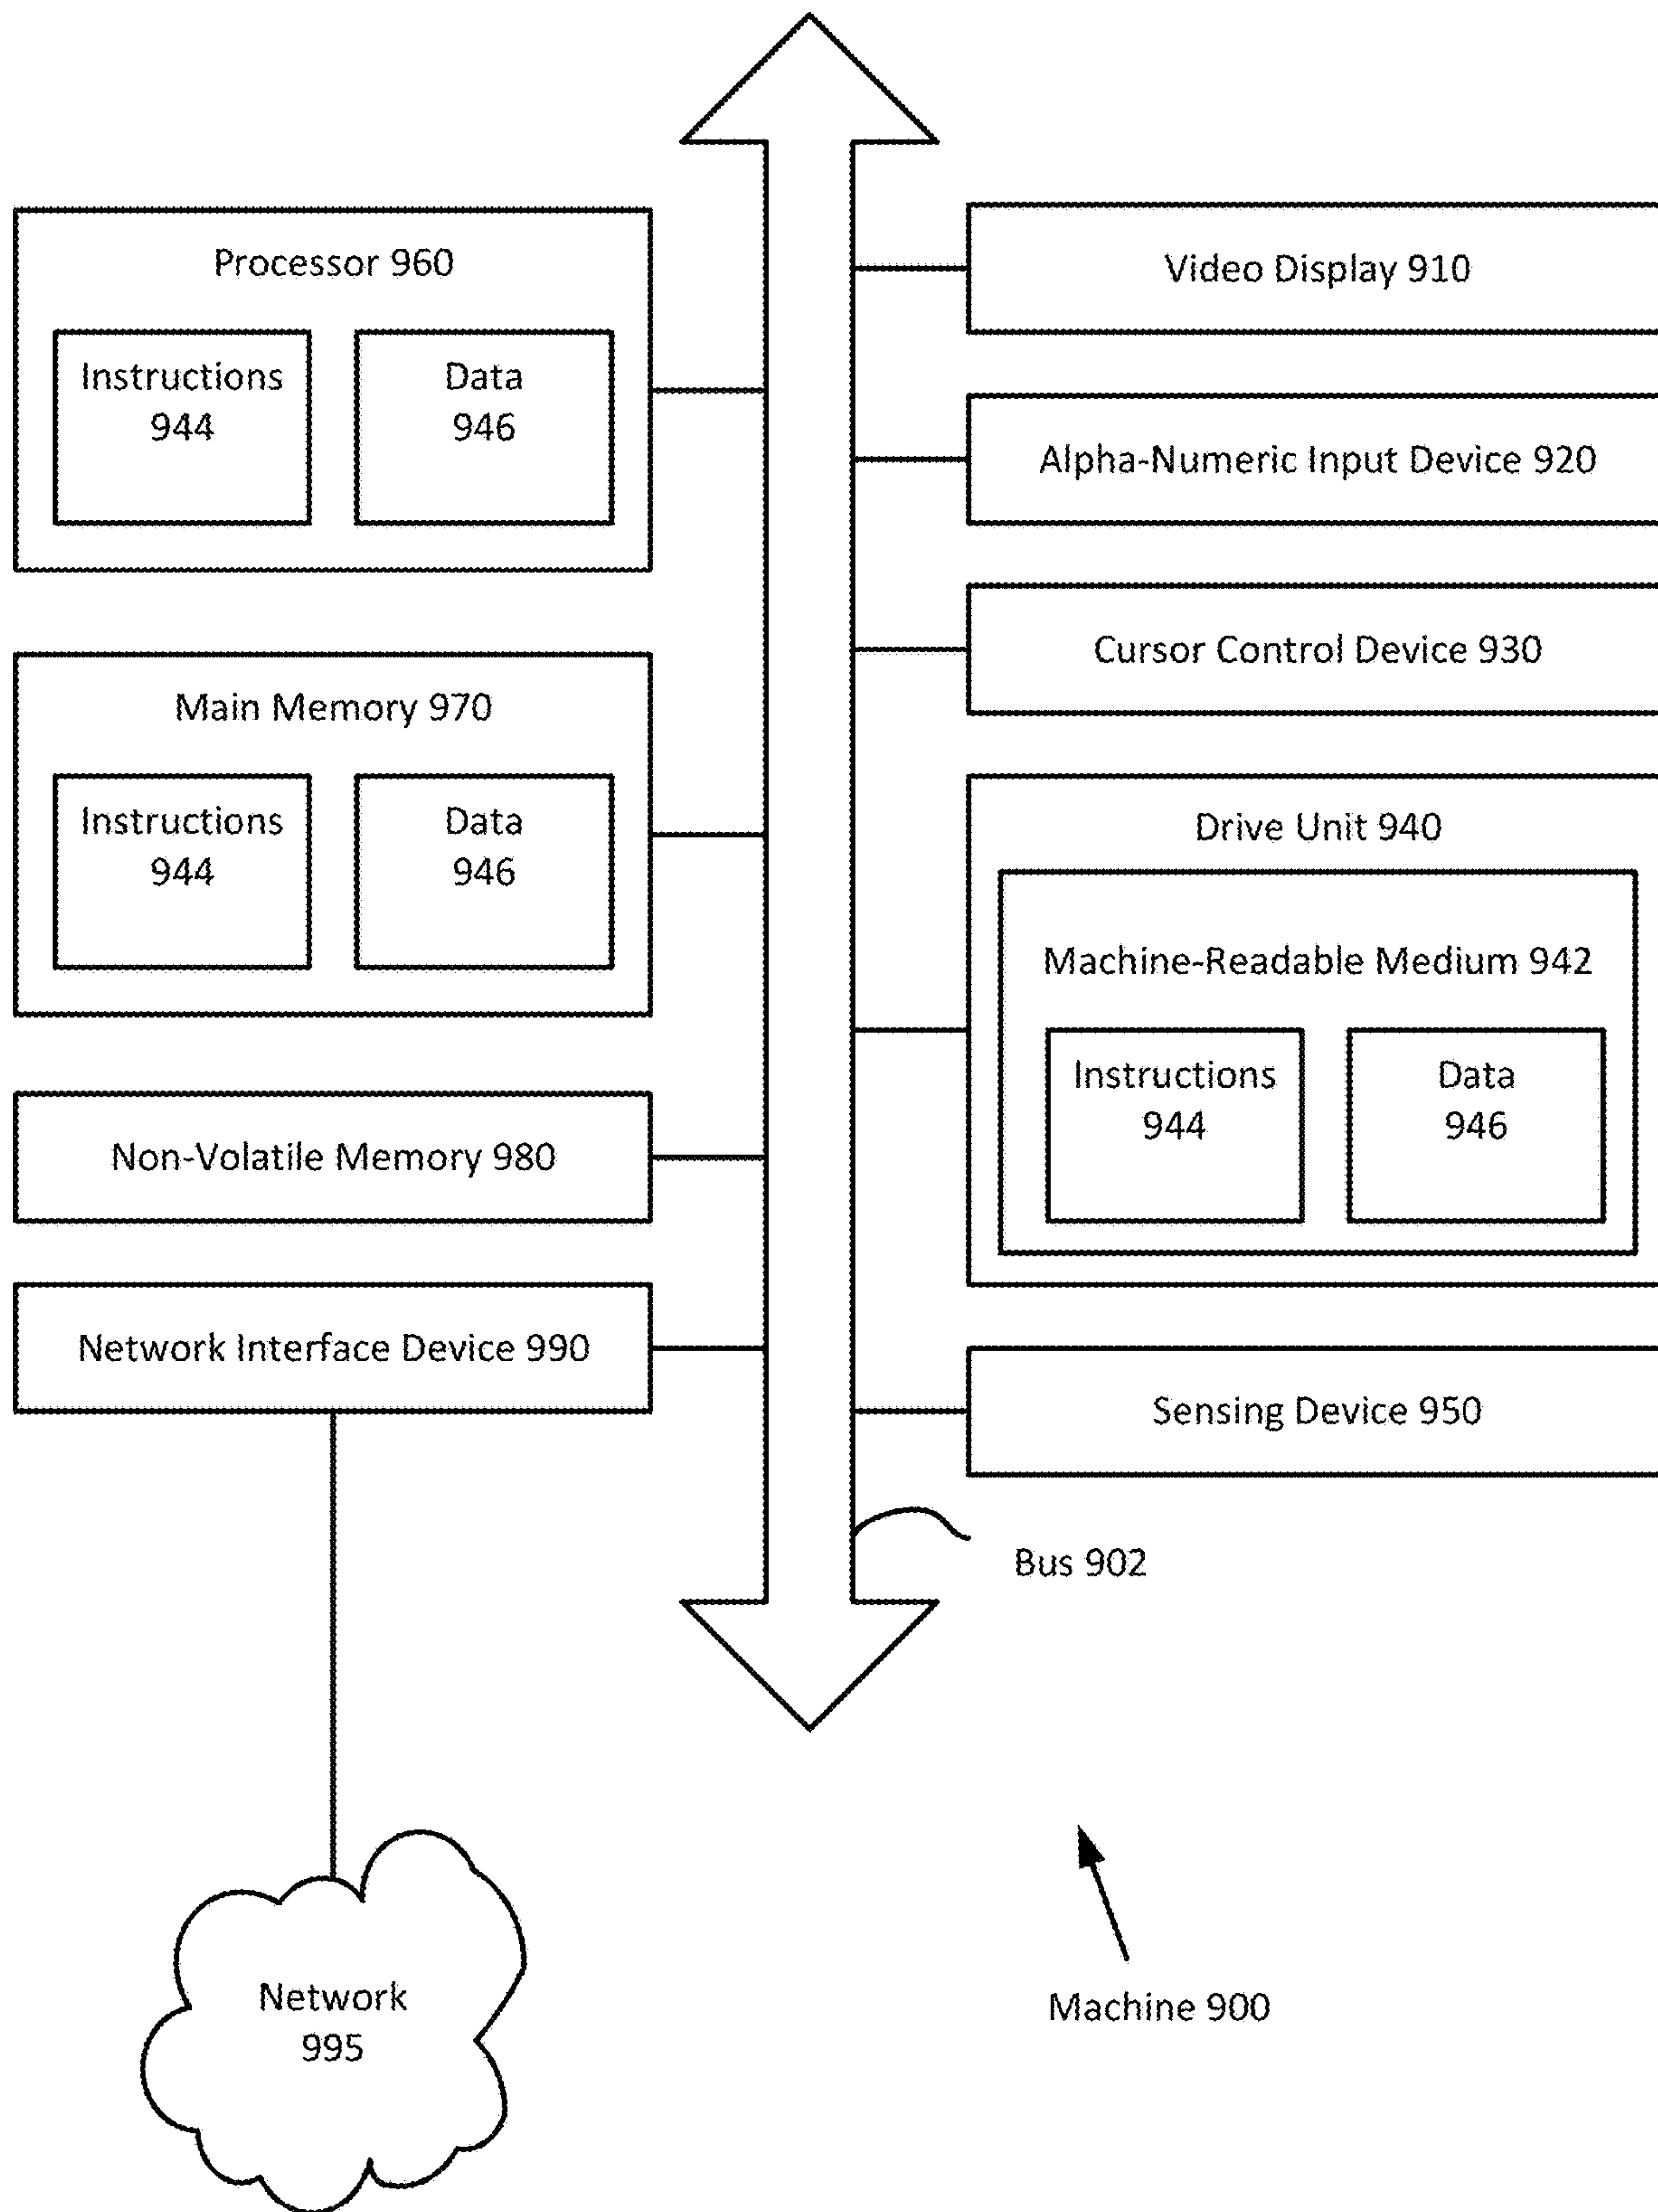 Processor 960
Instructions
944
Data
946
Main Memory 970
Instructions
944
Data
946
Non-Volatile Memory 980
Network Interface Device 990
Network
995
Video Display 910
Alpha-Numeric Input Device 920
Cursor Control Device 930
Drive Unit 940
Machine-Readable Medium 942
Instructions
944
Data
946
Sensing Device 950
Bus 902
Machine 900